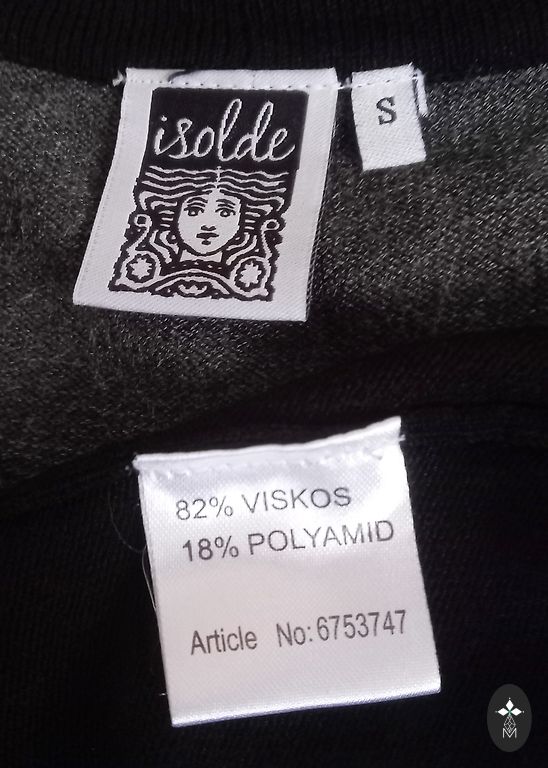 isolde
S
82% VISKOS
18% POLYAMID
Article No:6753747